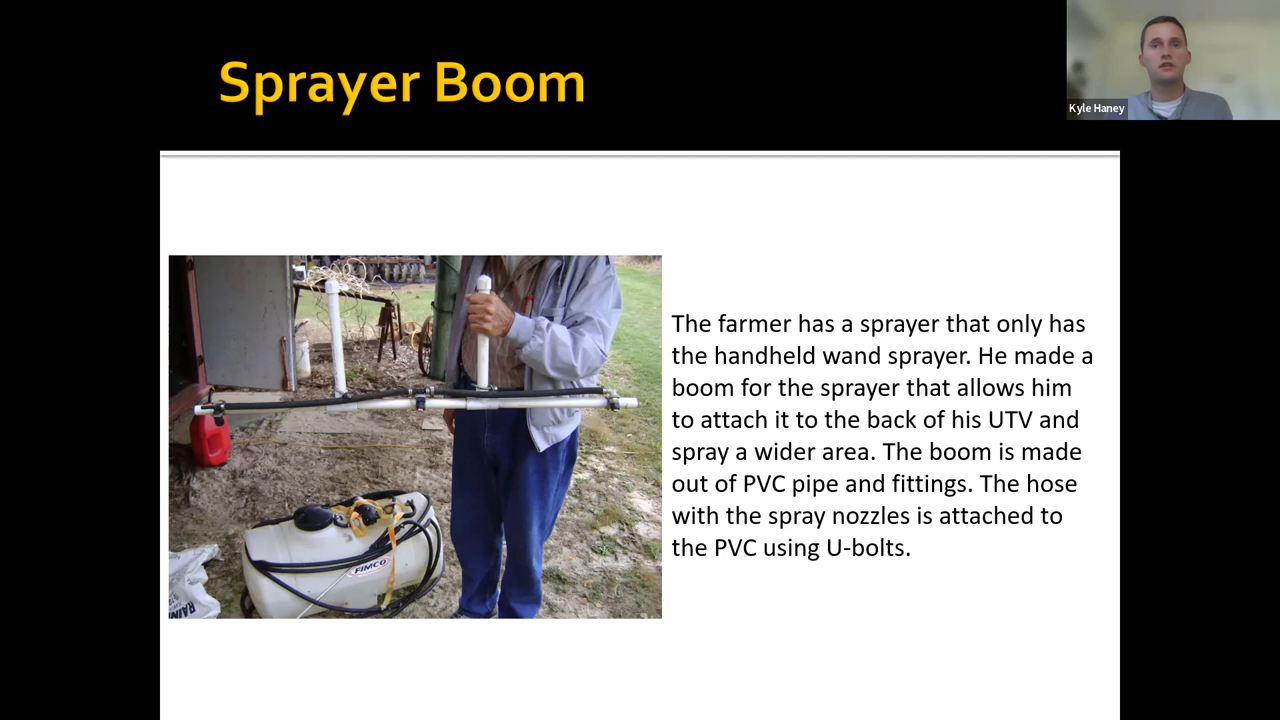 Sprayer Boom
Kyle Haney
The farmer has a sprayer that only has
the handheld wand sprayer. He made a
boom for the sprayer that allows him
to attach it to the back of his UTV and
spray a wider area. The boom is made
out of PVC pipe and fittings. The hose
with the spray nozzles is attached to
the PVC using U-bolts.
FIMCO